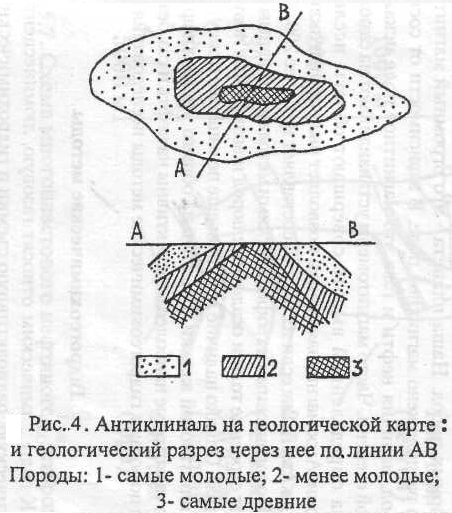 B
A
A B
1 2 3
Рис..4. Антиклиналь на геологической карте :
и геологический разрез через нее по линии АВ
Породы: 1- самые молодые; 2- менее молодые;
3- самые древние